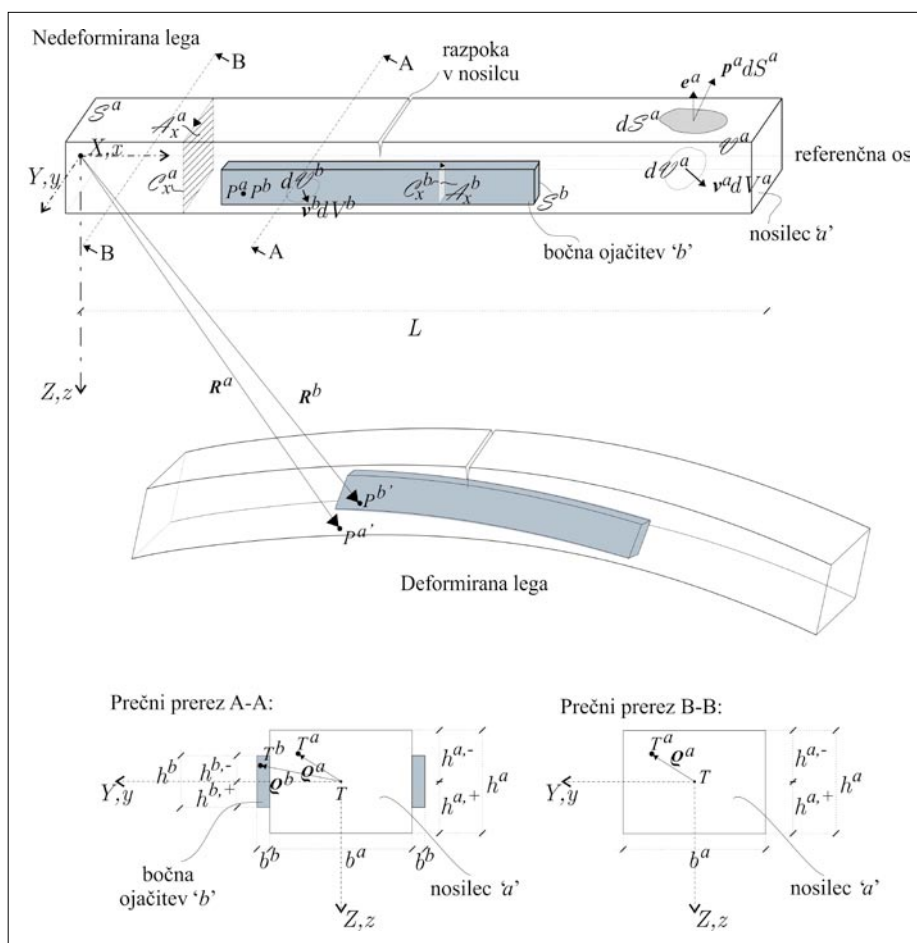 Nedeformirana lega
B
A
razpoka
v nosilcu
𝒮^a
𝒜_x^a
e^a
p^a dS^a
d𝒮^a
𝒱^a
X,x
referenčna os
Y,y
𝒞_x^a
P^a P^b
d𝒱^b
v^b dV^b
𝒞_x^b
𝒜_x^b
𝒮^b
d𝒱^a
v^a dV^a
B
A
bočna ojačitev ‘b’
nosilec ‘a’
L
Z,z
R^a
R^b
P^b’
P^a’
Deformirana lega
Prečni prerez A-A:
Prečni prerez B-B:
h^b
h^{b,-}
h^{b,+}
T^b
T^a
ϱ^b
ϱ^a
T
Y,y
h^{a,-}
h^{a,+}
h^a
b^b
b^a
b^b
bočna
ojačitev ‘b’
nosilec ‘a’
Z,z
T^a
ϱ^a
T
Y,y
h^{a,-}
h^{a,+}
h^a
b^a
nosilec ‘a’
Z,z